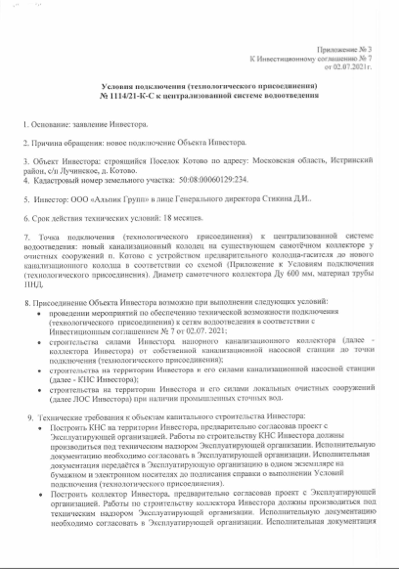 Приложение № 3
К Инвестиционному соглашению № 7
от 02.07.2021г.
Условия подключения (технологического присоединения)
№ 1114/21-К-С к централизованной системе водоотведения
1. Основание: заявление Инвестора.
2. Причина обращения: новое подключение Объекта Инвестора.
3. Объект Инвестора: строящийся Поселок Котово по адресу: Московская область, Истринский
район, с/п Лучинское, д. Котово.
4. Кадастровый номер земельного участка: 50:08:00060129:234.
5. Инвестор: ООО «Альпик Групп» в лице Генерального директора Стикина Д.И..
6. Срок действия технических условий: 18 месяцев.
7. Точка подключения (технологического присоединения) к централизованной системе
водоотведения: новый канализационный колодец на существующем самотёчном коллекторе у
очистных сооружений п. Котово с устройством предварительного колодца-гасителя до нового
канализационного колодца в соответствии со схемой (Приложение к Условиям подключения
(технологического присоединения). Диаметр самотечного коллектора Ду 600 мм, материал трубы
ПНД.
8. Присоединение Объекта Инвестора возможно при выполнении следующих условий:
• проведении мероприятий по обеспечению технической возможности подключения
(технологического присоединения) к сетям водоотведения в соответствии с
Инвестиционным соглашением № 7 от 02.07. 2021;
• строительства силами Инвестора напорного канализационного коллектора (далее -
коллектора Инвестора) от собственной канализационной насосной станции до точки
подключения (технологического присоединения);
• строительства на территории Инвестора и его силами канализационной насосной станции
(далее - КНС Инвестора);
• строительства на территории Инвестора и его силами локальных очистных сооружений
(далее ЛОС Инвестора) при наличии промышленных сточных вод.
9. Технические требования к объектам капитального строительства Инвестора:
• Построить КНС на территории Инвестора, предварительно согласовав проект с
Эксплуатирующей организацией. Работы по строительству КНС Инвестора должны
производиться под техническим надзором Эксплуатирующей организации. Исполнительную
документацию необходимо согласовать в Эксплуатирующей организации. Исполнительная
документация передаётся в Эксплуатирующую организацию в одном экземпляре на
бумажном и электронном носителях до подписания справки о выполнении Условий
подключения (технологического присоединения).
• Построить коллектор Инвестора, предварительно согласовав проект с Эксплуатирующей
организацией. Работы по строительству коллектора Инвестора должны производиться под
техническим надзором Эксплуатирующей организации. Исполнительную документацию
необходимо согласовать в Эксплуатирующей организации. Исполнительная документация